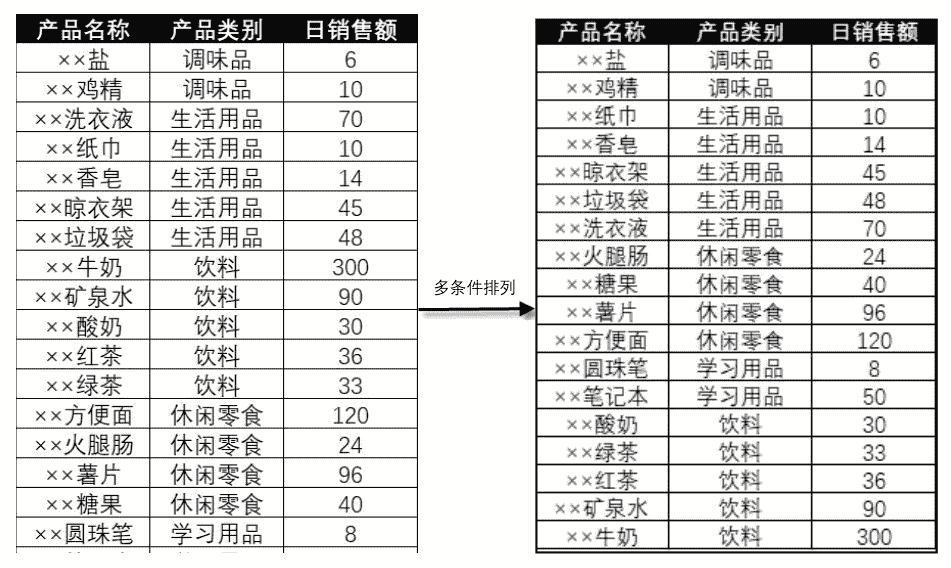 产品名称 产品类别 日销售额
××盐 调味品 6
××鸡精 调味品 10
××洗衣液 生活用品 70
××纸巾 生活用品 10
××香皂 生活用品 14
××晾衣架 生活用品 45
××垃圾袋 生活用品 48
××牛奶 饮料 300
××矿泉水 饮料 90
××酸奶 饮料 30
××红茶 饮料 36
××绿茶 饮料 33
××方便面 休闲零食 120
××火腿肠 休闲零食 24
××薯片 休闲零食 96
××糖果 休闲零食 40
××圆珠笔 学习用品 8
多条件排列
产品名称 产品类别 日销售额
××盐 调味品 6
××鸡精 调味品 10
××纸巾 生活用品 10
××香皂 生活用品 14
××晾衣架 生活用品 45
××垃圾袋 生活用品 48
××洗衣液 生活用品 70
××火腿肠 休闲零食 24
××糖果 休闲零食 40
××薯片 休闲零食 96
××方便面 休闲零食 120
××圆珠笔 学习用品 8
××笔记本 学习用品 50
××酸奶 饮料 30
××绿茶 饮料 33
××红茶 饮料 36
××矿泉水 饮料 90
××牛奶 饮料 300